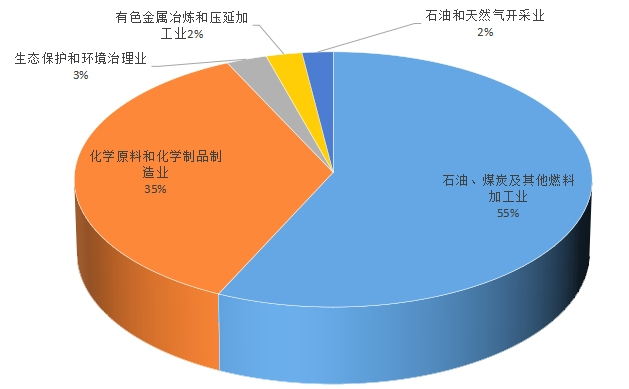 有色金属冶炼和压延加
工业2%
石油和天然气开采业
2%
生态保护和环境治理业
3%
化学原料和化学制品制
造业
35%
石油、煤炭及其他燃料
加工业
55%